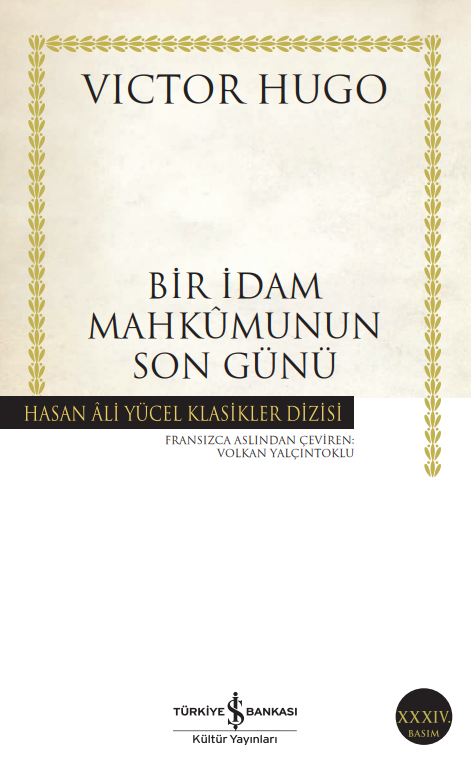 VICTOR HUGO
BİR İDAM
MAHKÛMUNUN
SON GÜNÜ
HASAN ÂLİ YÜCEL KLASİKLER DİZİSİ
FRANSIZCA ASLINDAN ÇEVİREN:
VOLKAN YALÇINTOKLU
TÜRKİYE İŞ BANKASI
Kültür Yayınları
XXXIV.
BASIM